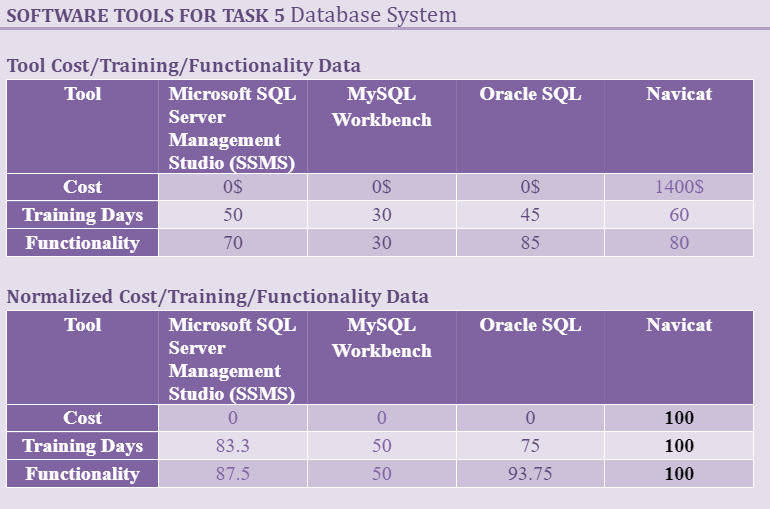 SOFTWARE TOOLS FOR TASK 5 Database System
Tool Cost/Training/Functionality Data
Tool Microsoft SQL Server Management Studio (SSMS) MySQL Workbench Oracle SQL Navicat
Cost 0$ 0$ 0$ 1400$
Training Days 50 30 45 60
Functionality 70 30 85 80
Normalized Cost/Training/Functionality Data
Tool Microsoft SQL Server Management Studio (SSMS) MySQL Workbench Oracle SQL Navicat
Cost 0 0 0 100
Training Days 83.3 50 75 100
Functionality 87.5 50 93.75 100